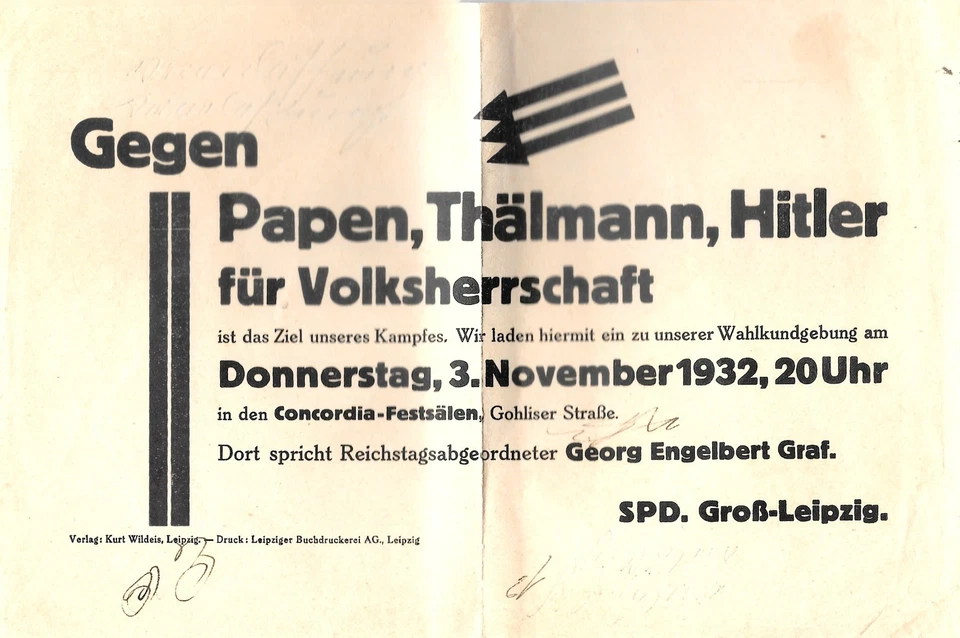 Gegen
Papen, Thälmann, Hitler
für Volksherrschaft
ist das Ziel unseres Kampfes. Wir laden hiermit ein zu unserer Wahlkundgebung am
Donnerstag, 3. November 1932, 20 Uhr
in den Concordia-Festsälen, Gohliser Straße.
Dort spricht Reichstagsabgeordneter Georg Engelbert Graf.
SPD. Groß-Leipzig.
Verlag: Kurt Wildeis, Leipzig. — Druck: Leipziger Buchdruckerei AG., Leipzig